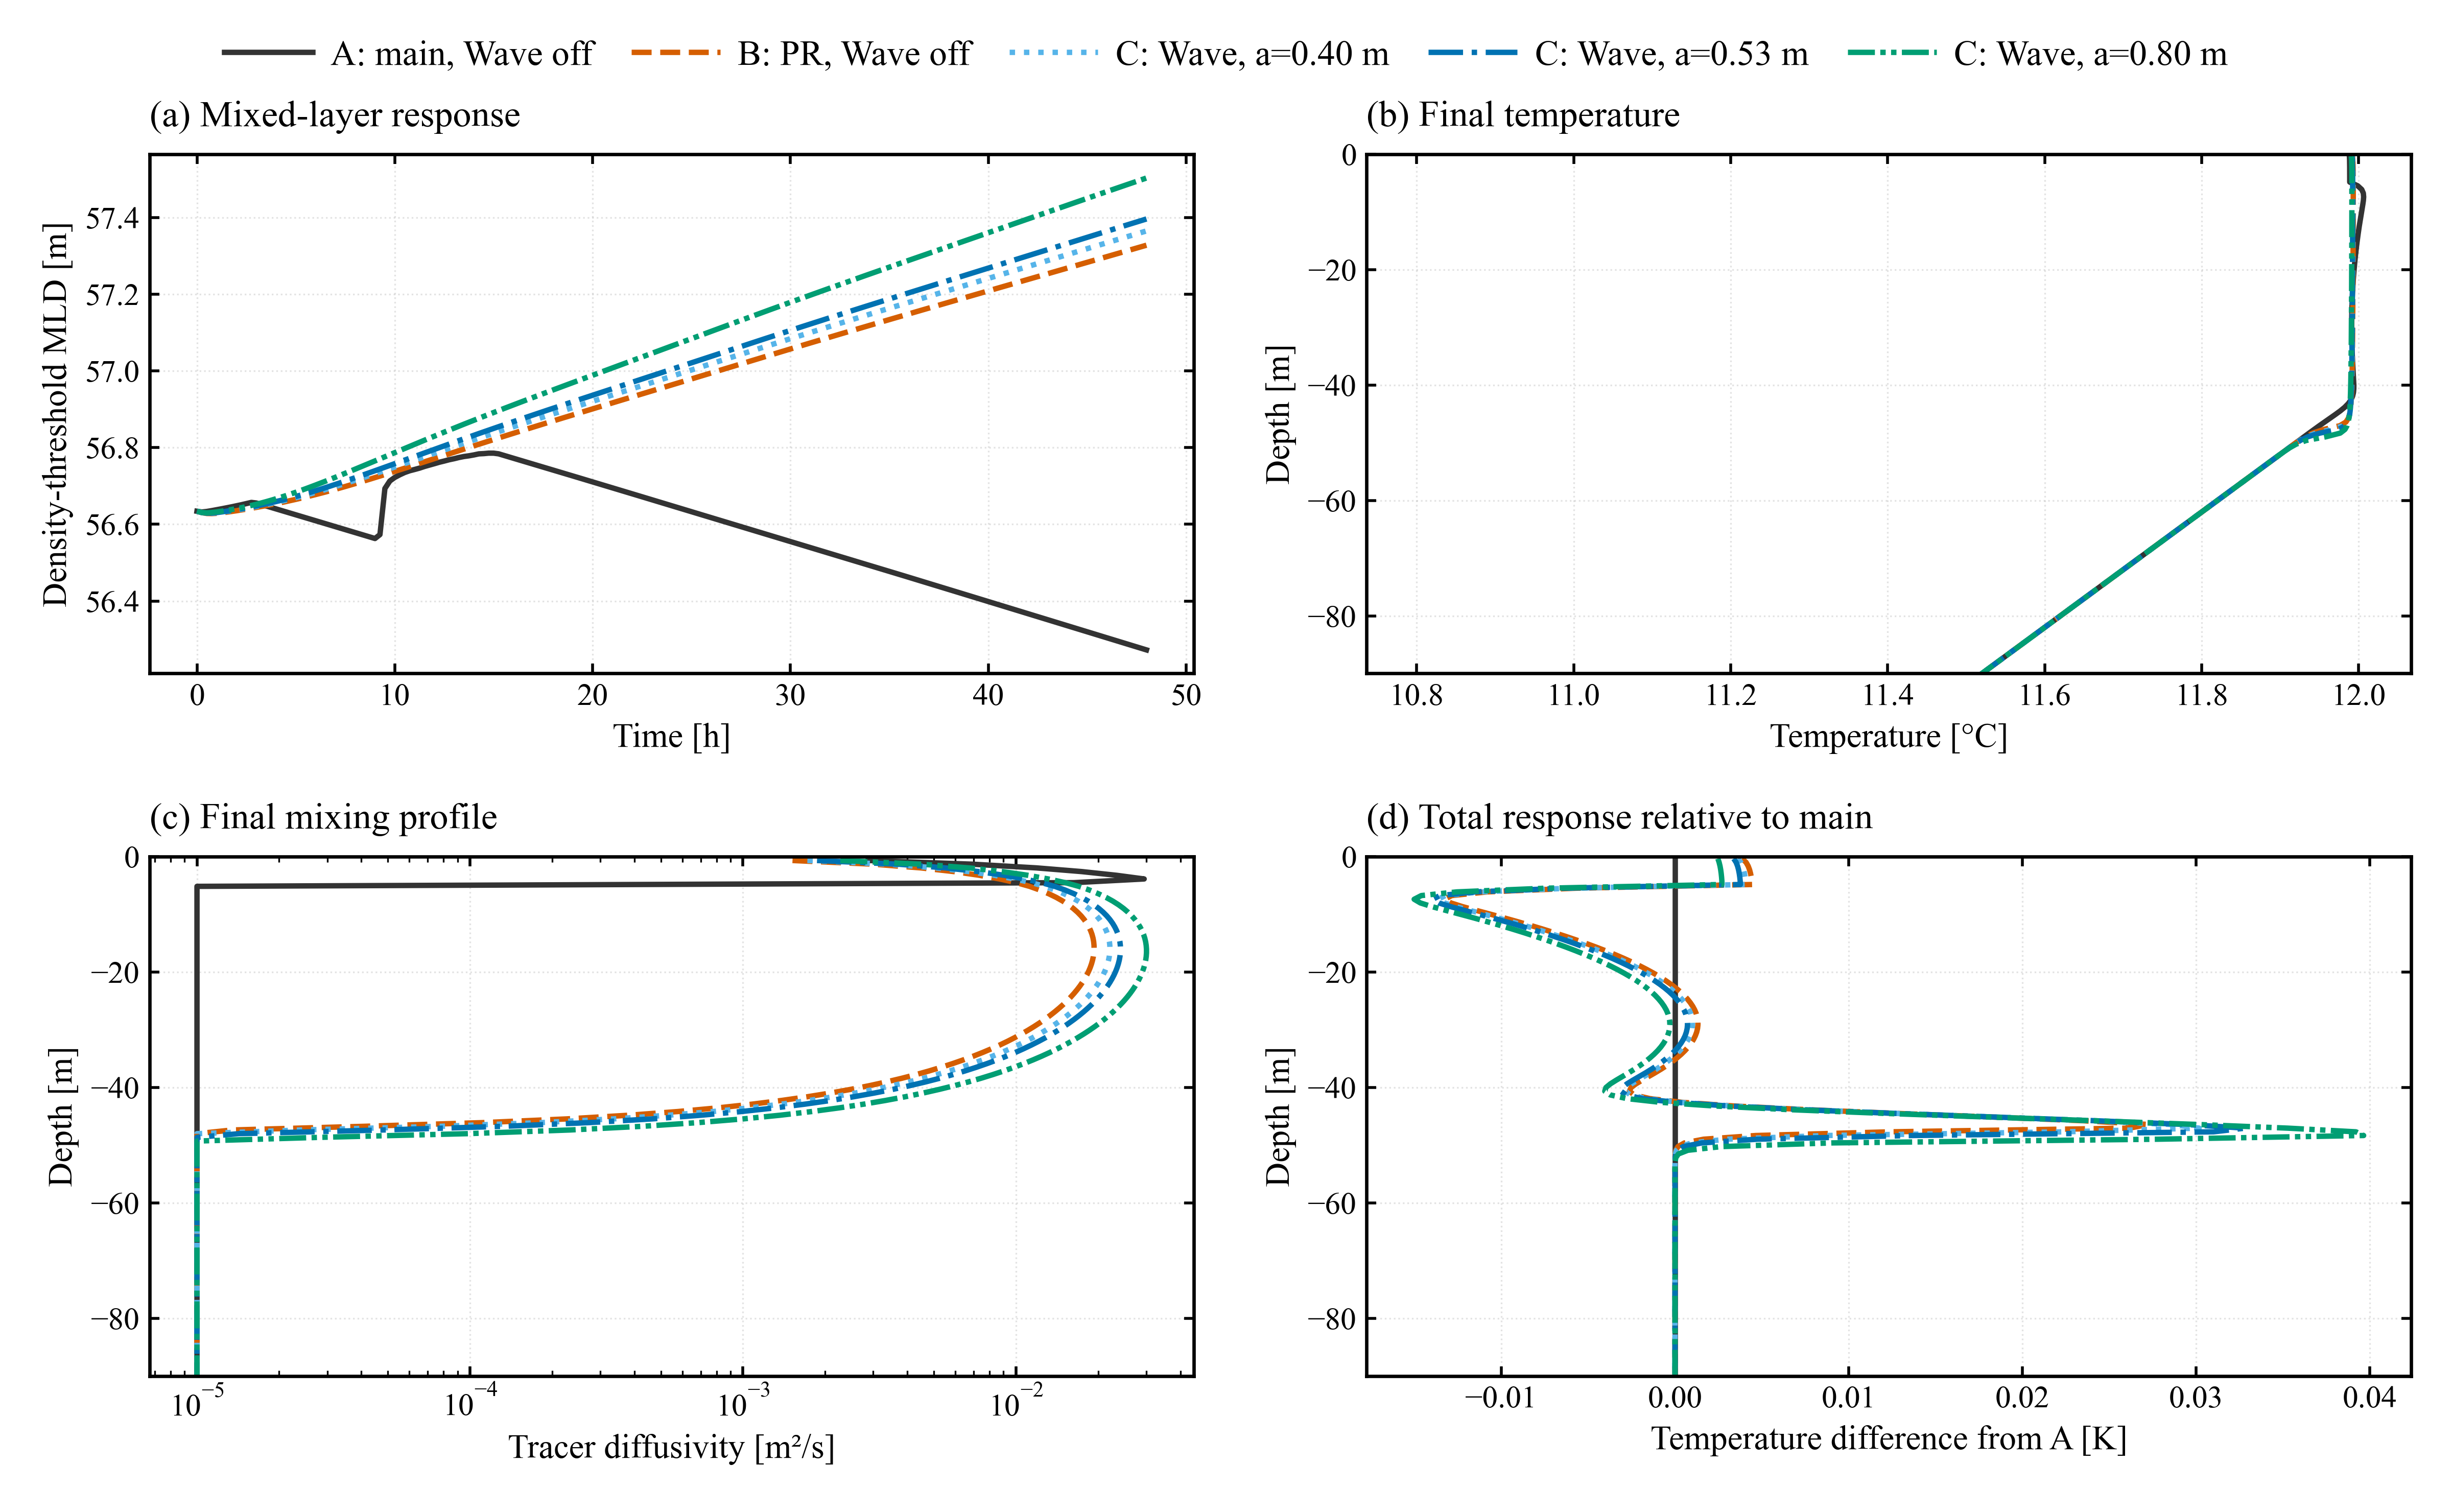 A: main, Wave off
B: PR, Wave off
C: Wave, a=0.40 m
C: Wave, a=0.53 m
C: Wave, a=0.80 m
(a) Mixed-layer response
Density-threshold MLD [m]
57.4
57.2
57.0
56.8
56.6
56.4
0 10 20 30 40 50
Time [h]
(b) Final temperature
Depth [m]
0
−20
−40
−60
−80
10.8 11.0 11.2 11.4 11.6 11.8 12.0
Temperature [°C]
(c) Final mixing profile
Depth [m]
0
−20
−40
−60
−80
10⁻⁵ 10⁻⁴ 10⁻³ 10⁻²
Tracer diffusivity [m²/s]
(d) Total response relative to main
Depth [m]
0
−20
−40
−60
−80
−0.01 0.00 0.01 0.02 0.03 0.04
Temperature difference from A [K]